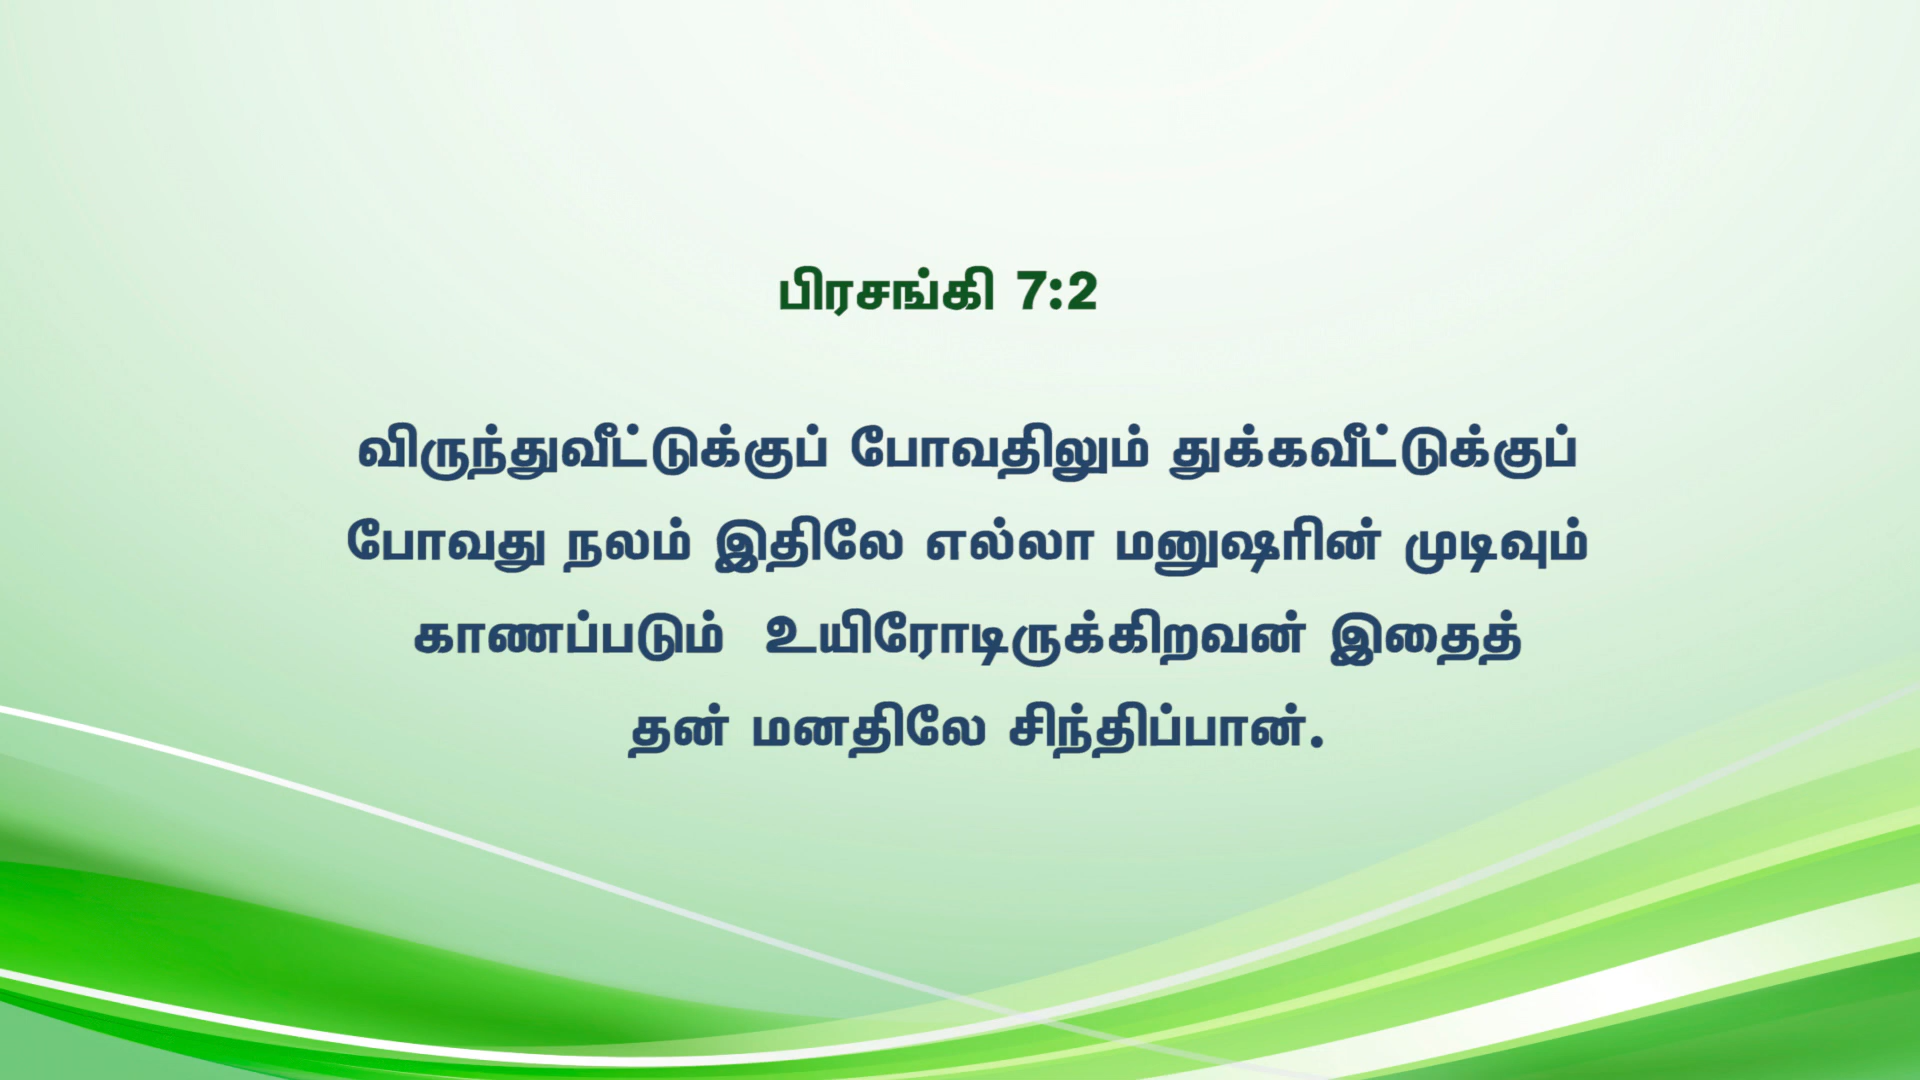 பிரசங்கி 7:2
விருந்துவீட்டுக்குப் போவதிலும் துக்கவீட்டுக்குப்
போவது நலம் இதிலே எல்லா மனுஷரின் முடிவும்
காணப்படும் உயிரோடிருக்கிறவன் இதைத்
தன் மனதிலே சிந்திப்பான்.